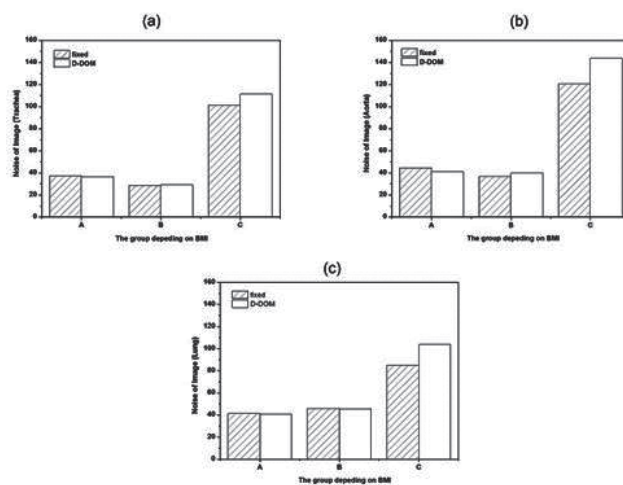 (a)
160
140
120
100
80
60
40
20
0
Noise of Image (Trachea)
fixed
D-DOM
A B C
The group depeding on BMI
(b)
160
140
120
100
80
60
40
20
0
Noise of Image (Aorta)
fixed
D-DOM
A B C
The group depeding on BMI
(c)
160
140
120
100
80
60
40
20
0
Noise of Image (Lung)
fixed
D-DOM
A B C
The group depeding on BMI